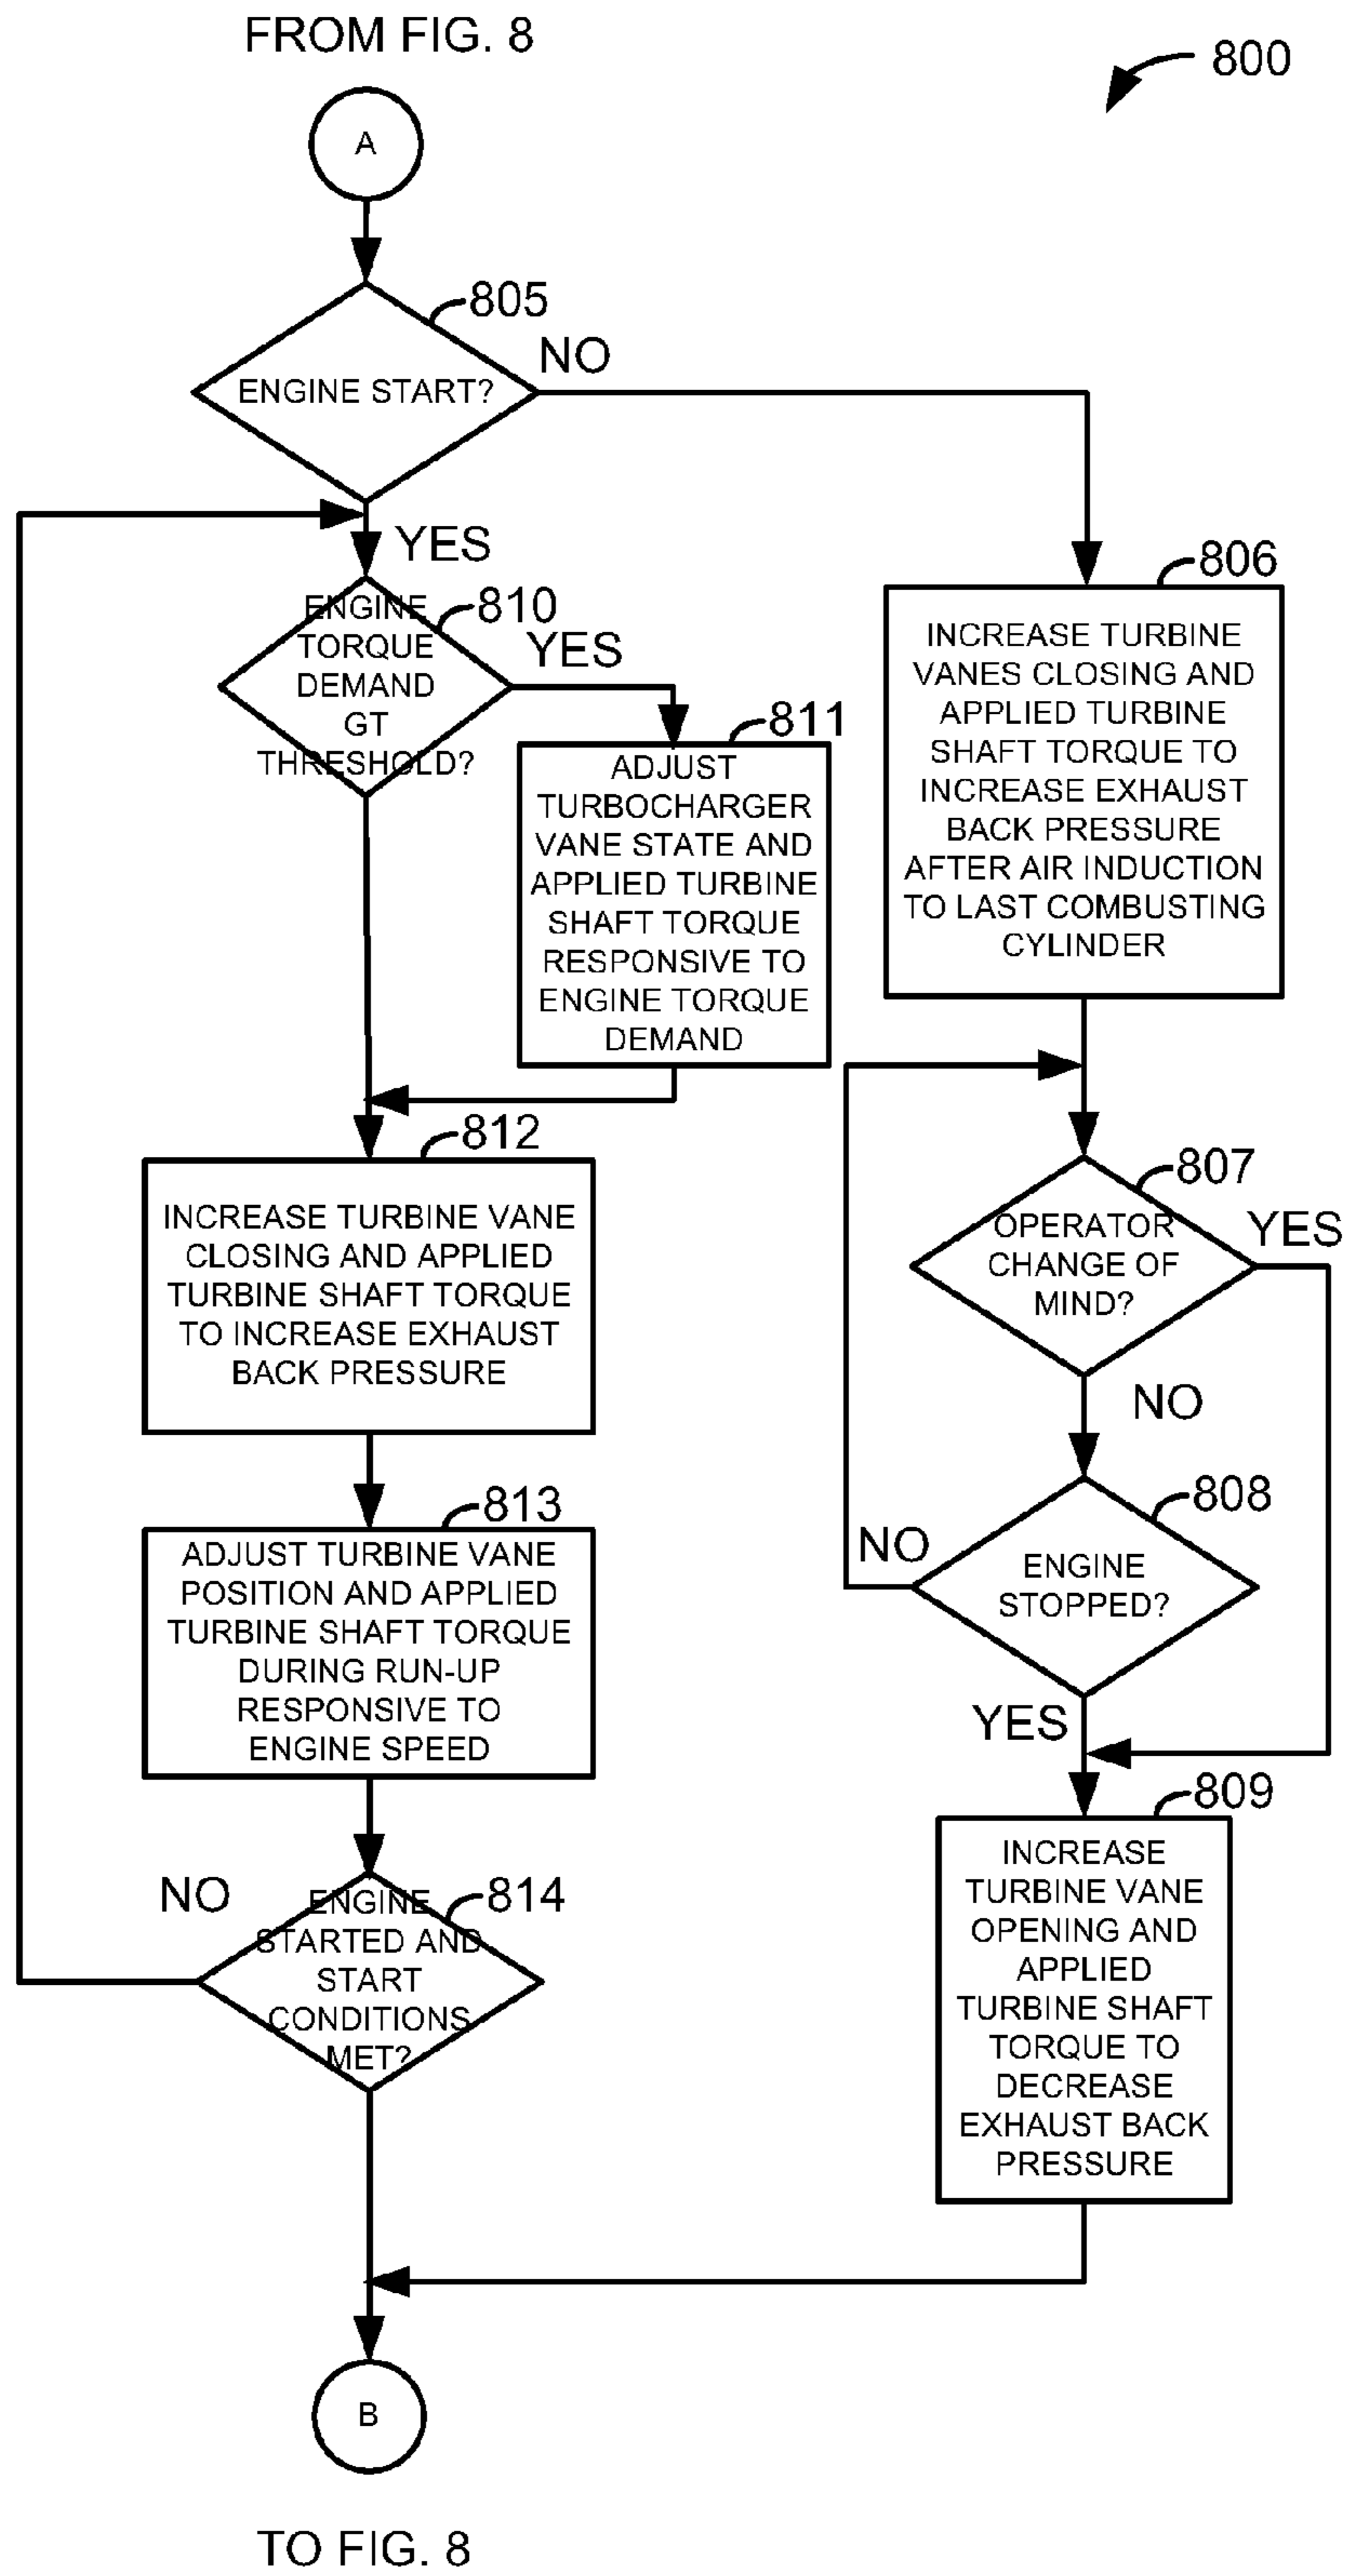 FROM FIG. 8
800
A
805
ENGINE START?
NO
YES
810
ENGINE
TORQUE
DEMAND
GT
THRESHOLD?
YES
811
ADJUST
TURBOCHARGER
VANE STATE AND
APPLIED TURBINE
SHAFT TORQUE
RESPONSIVE TO
ENGINE TORQUE
DEMAND
806
INCREASE TURBINE
VANES CLOSING AND
APPLIED TURBINE
SHAFT TORQUE TO
INCREASE EXHAUST
BACK PRESSURE
AFTER AIR INDUCTION
TO LAST COMBUSTING
CYLINDER
812
INCREASE TURBINE VANE
CLOSING AND APPLIED
TURBINE SHAFT TORQUE
TO INCREASE EXHAUST
BACK PRESSURE
807
OPERATOR
CHANGE OF
MIND?
YES
NO
813
ADJUST TURBINE VANE
POSITION AND APPLIED
TURBINE SHAFT TORQUE
DURING RUN-UP
RESPONSIVE TO
ENGINE SPEED
808
NO
ENGINE
STOPPED?
YES
814
NO
ENGINE
STARTED AND
START
CONDITIONS
MET?
809
INCREASE
TURBINE VANE
OPENING AND
APPLIED
TURBINE SHAFT
TORQUE TO
DECREASE
EXHAUST BACK
PRESSURE
B
TO FIG. 8